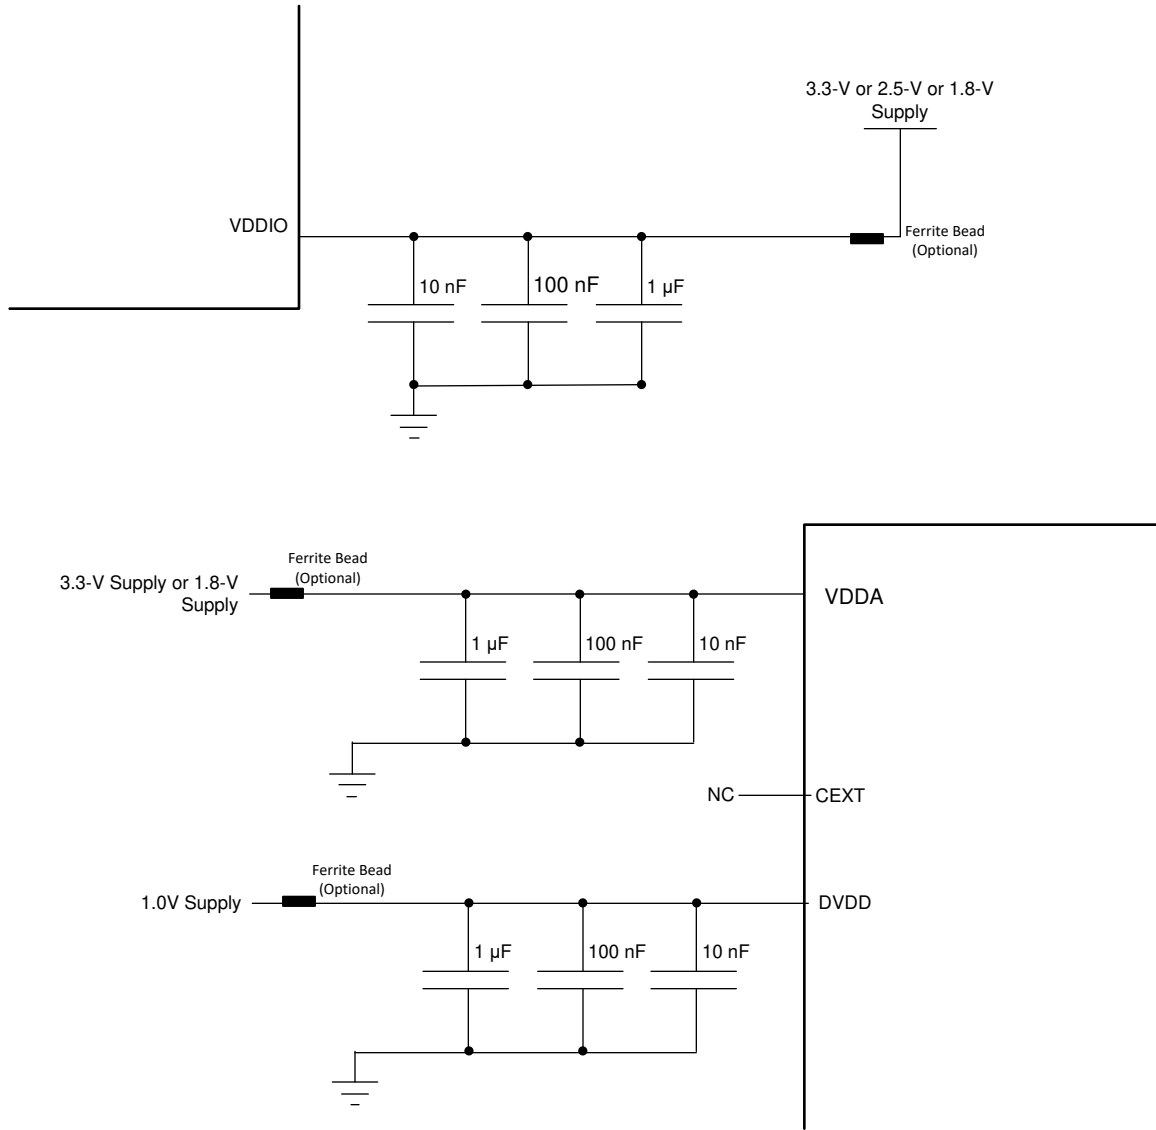 3.3-V or 2.5-V or 1.8-V
Supply
VDDIO
Ferrite Bead
(Optional)
10 nF
100 nF
1 µF
Ferrite Bead
(Optional)
3.3-V Supply or 1.8-V
Supply
VDDA
1 µF
100 nF
10 nF
NC
CEXT
Ferrite Bead
(Optional)
1.0V Supply
DVDD
1 µF
100 nF
10 nF